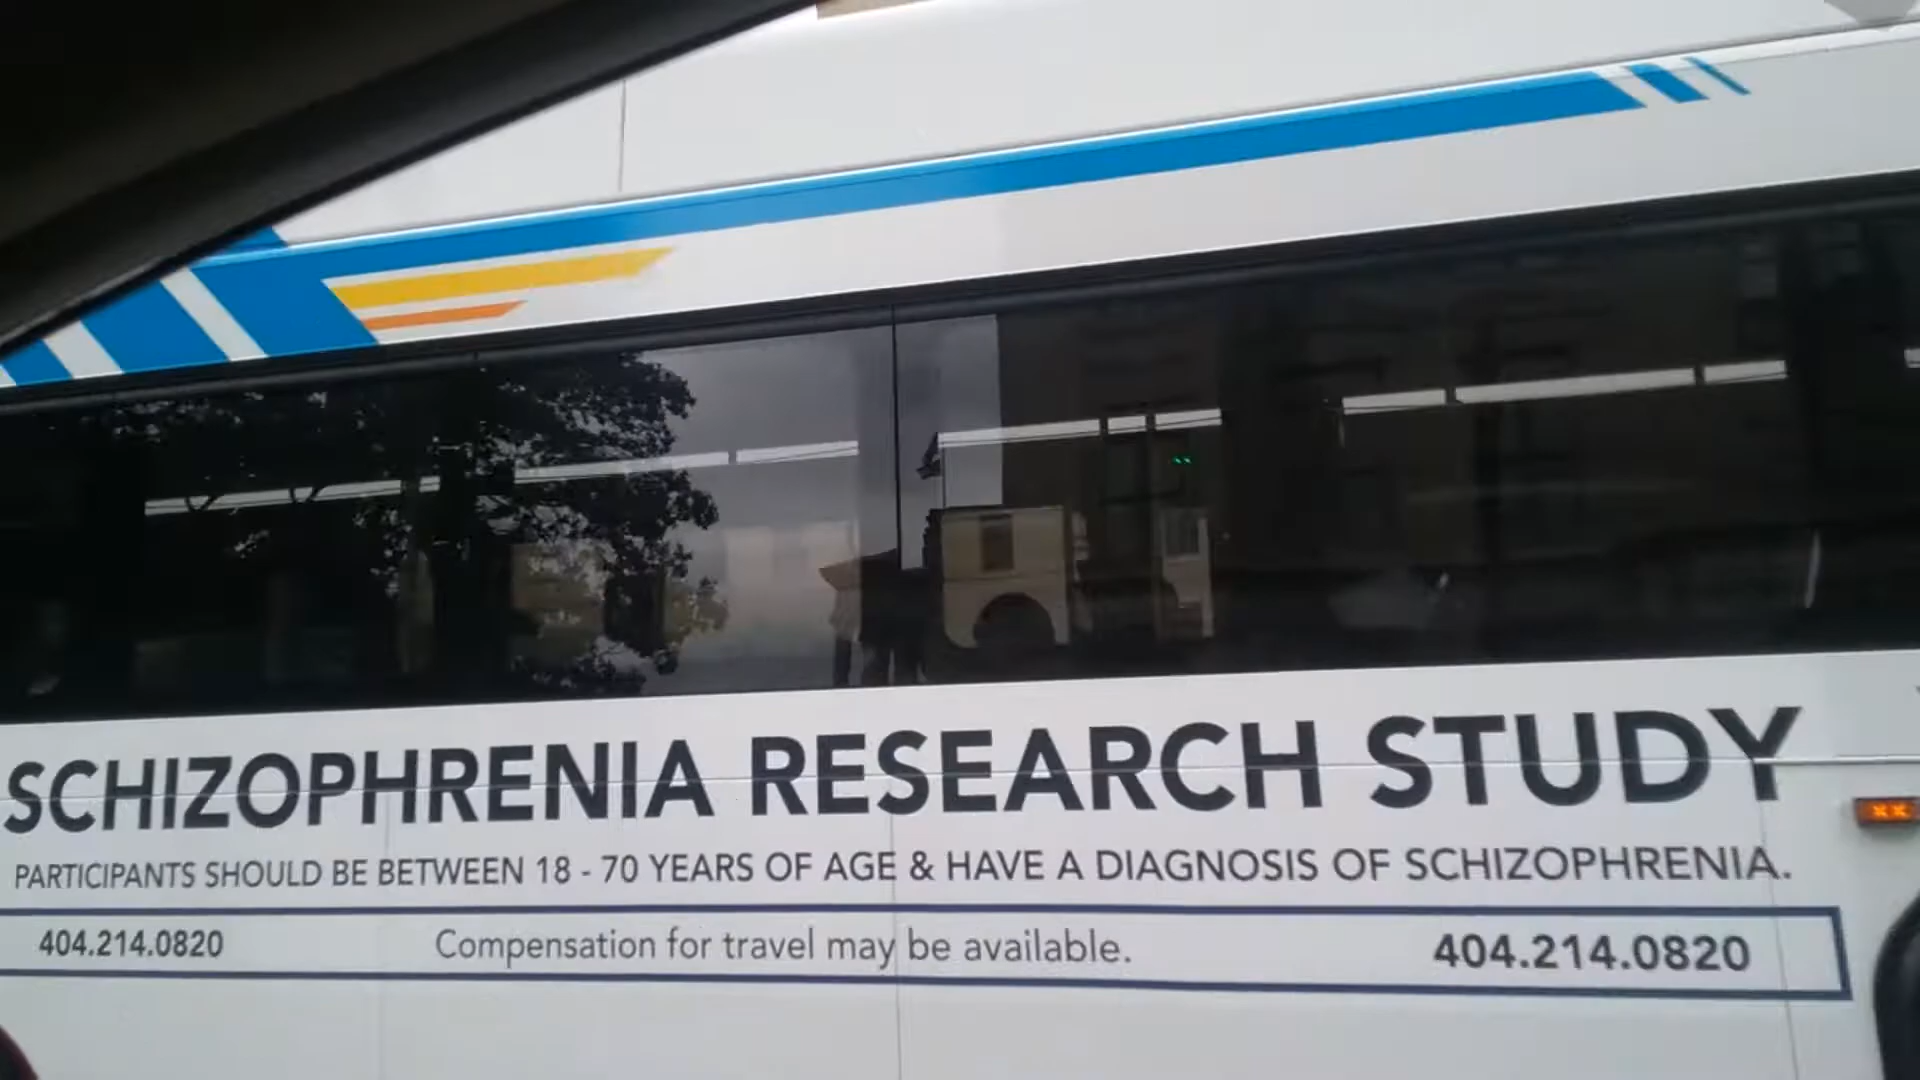 SCHIZOPHRENIA RESEARCH STUDY
PARTICIPANTS SHOULD BE BETWEEN 18 - 70 YEARS OF AGE & HAVE A DIAGNOSIS OF SCHIZOPHRENIA.
404.214.0820 Compensation for travel may be available. 404.214.0820